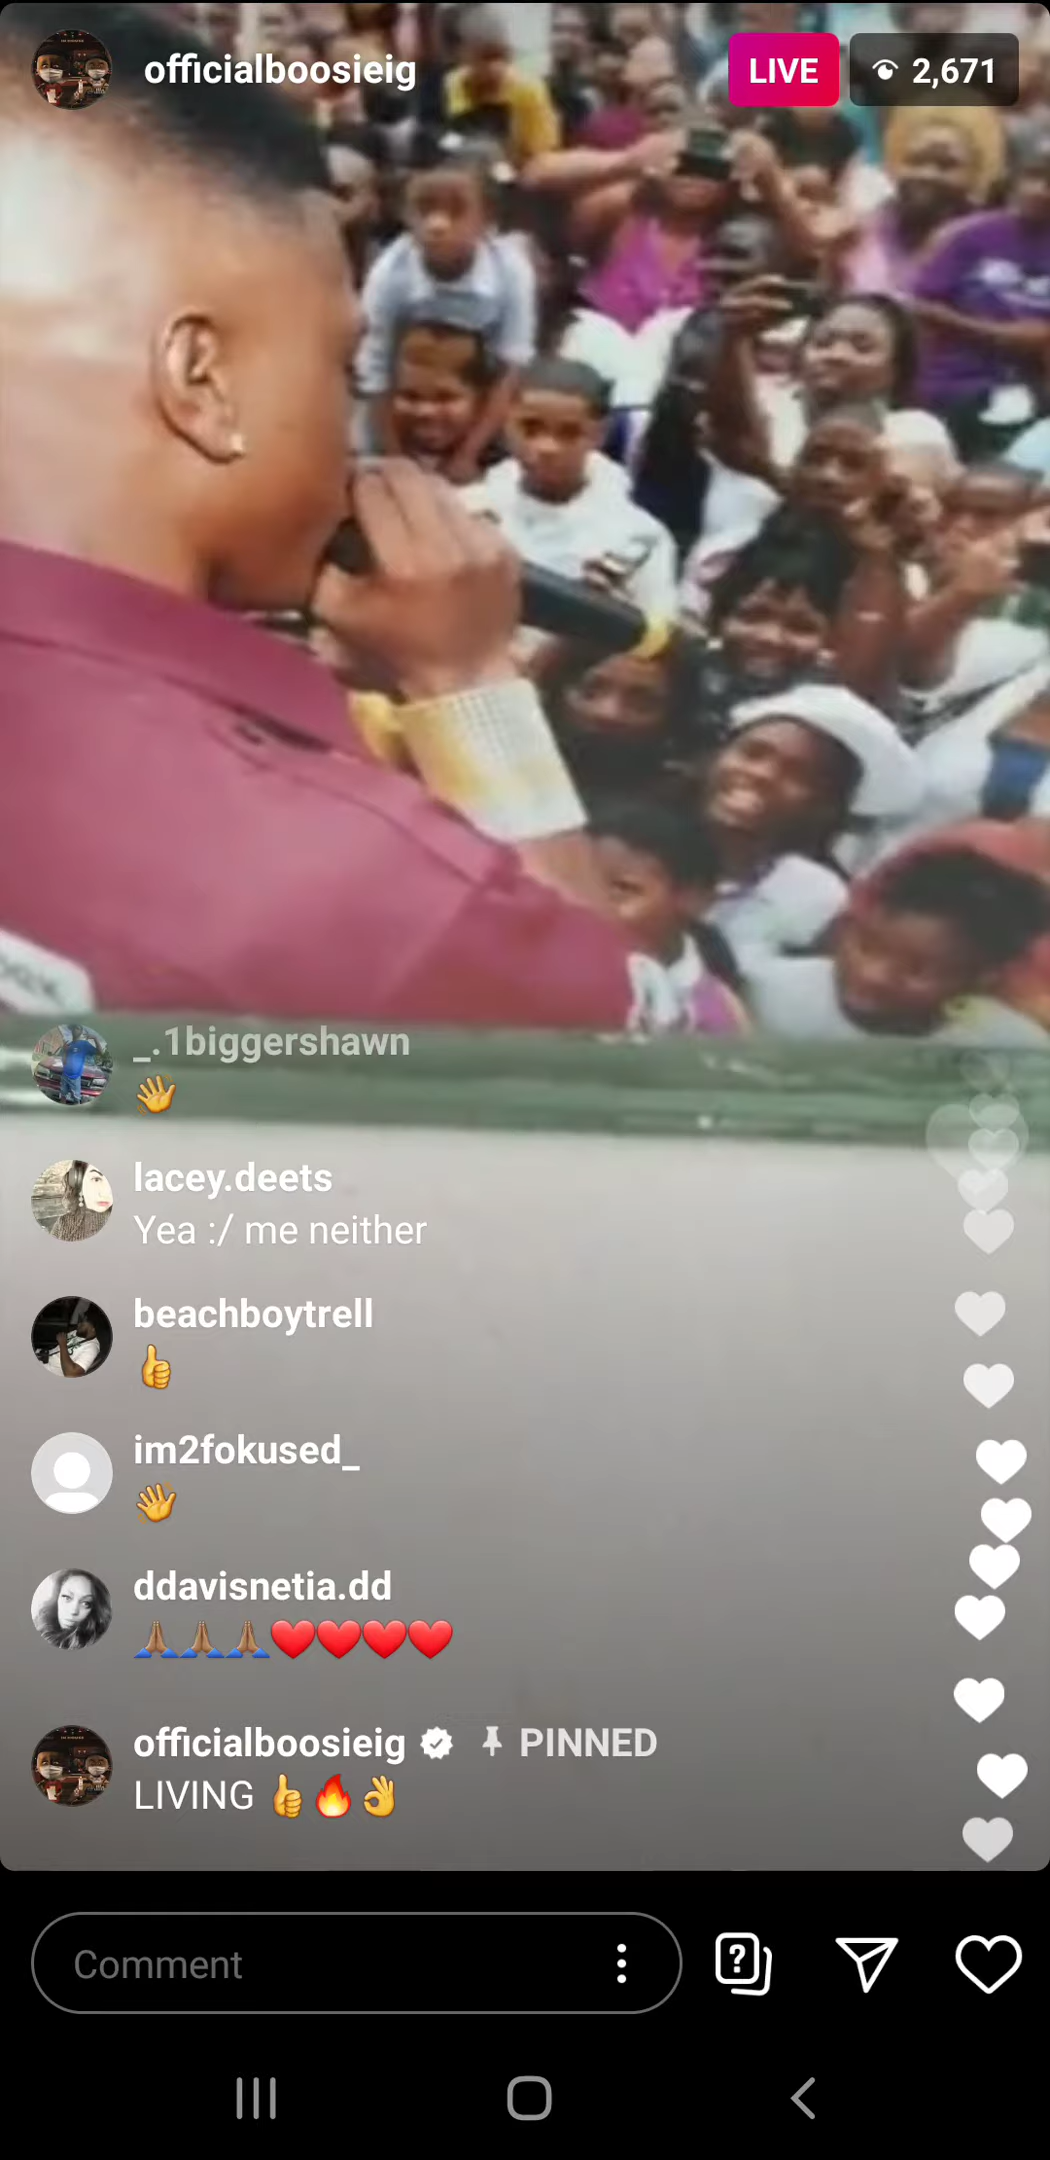 officialboosieig
LIVE
2,671
_.1biggershawn
👋
lacey.deets
Yea :/ me neither
beachboytrell
👍
im2fokused_
👋
ddavisnetia.dd
🙏🏽🙏🏽🙏🏽❤️❤️❤️❤️
officialboosieig PINNED
LIVING 👍🔥👌
Comment
?